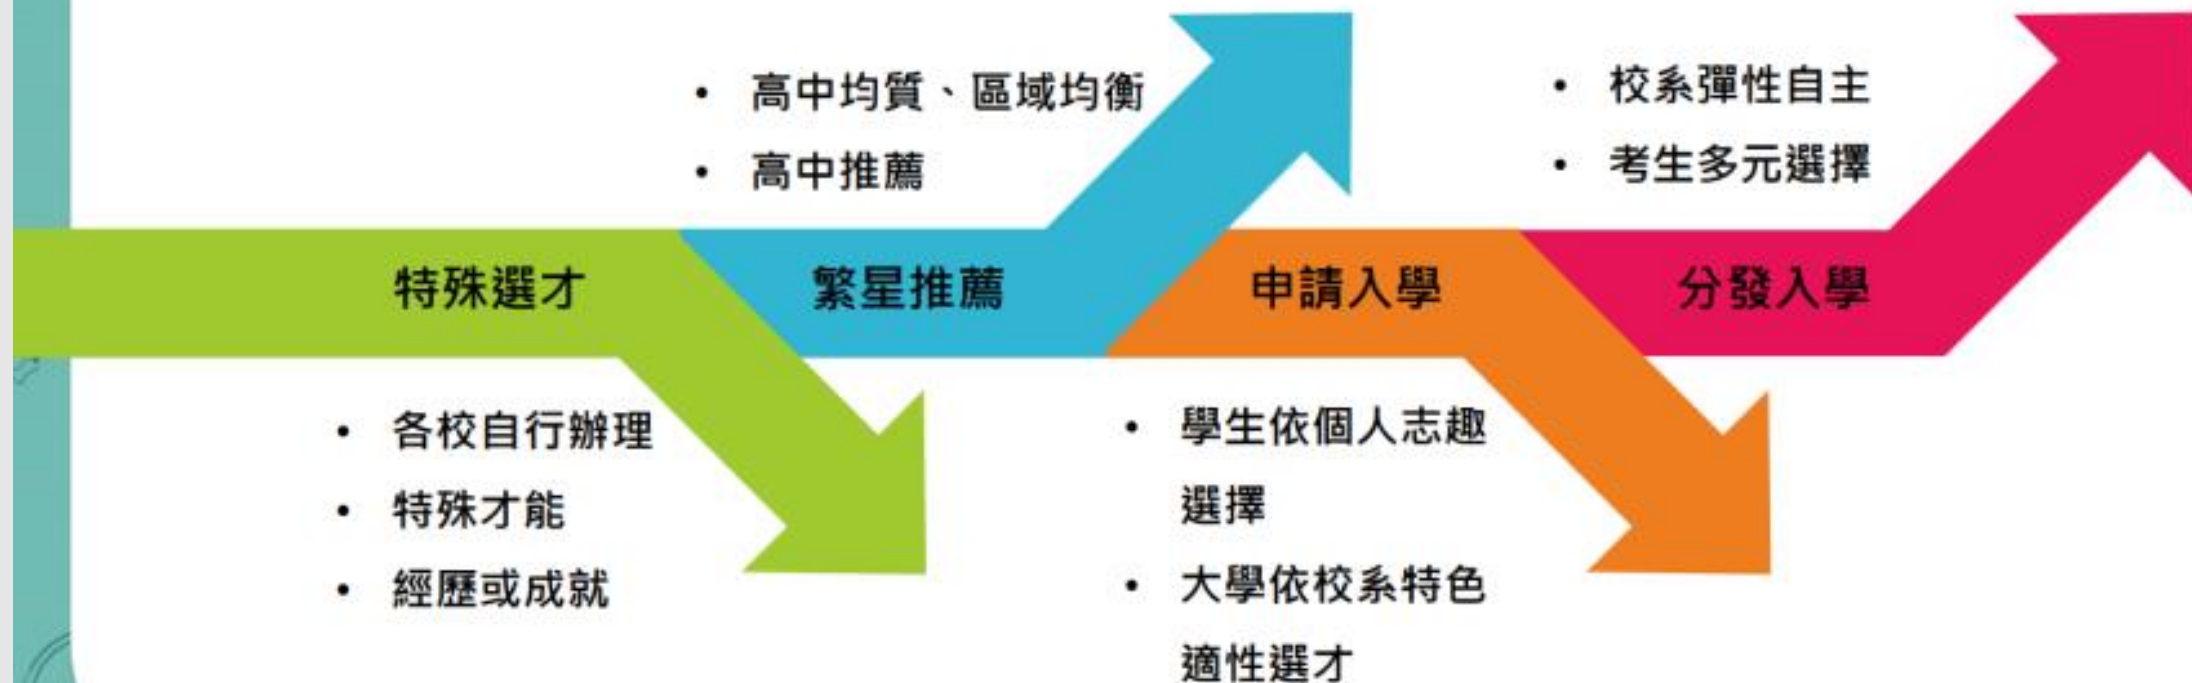 • 高中均質、區域均衡
• 高中推薦
• 校系彈性自主
• 考生多元選擇
特殊選才
繁星推薦
申請入學
分發入學
• 各校自行辦理
• 特殊才能
• 經歷或成就
• 學生依個人志趣
選擇
• 大學依校系特色
適性選才